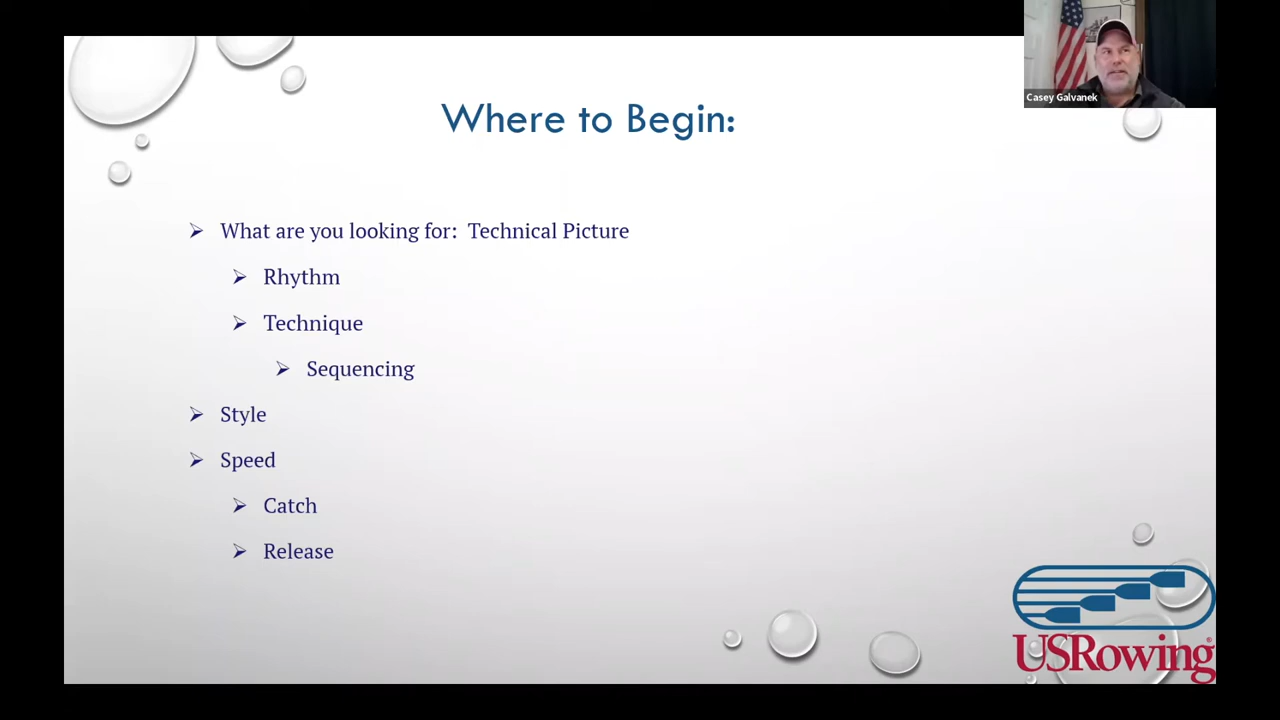 Casey Galvanek
Where to Begin:
What are you looking for: Technical Picture
Rhythm
Technique
Sequencing
Style
Speed
Catch
Release
USRowing®